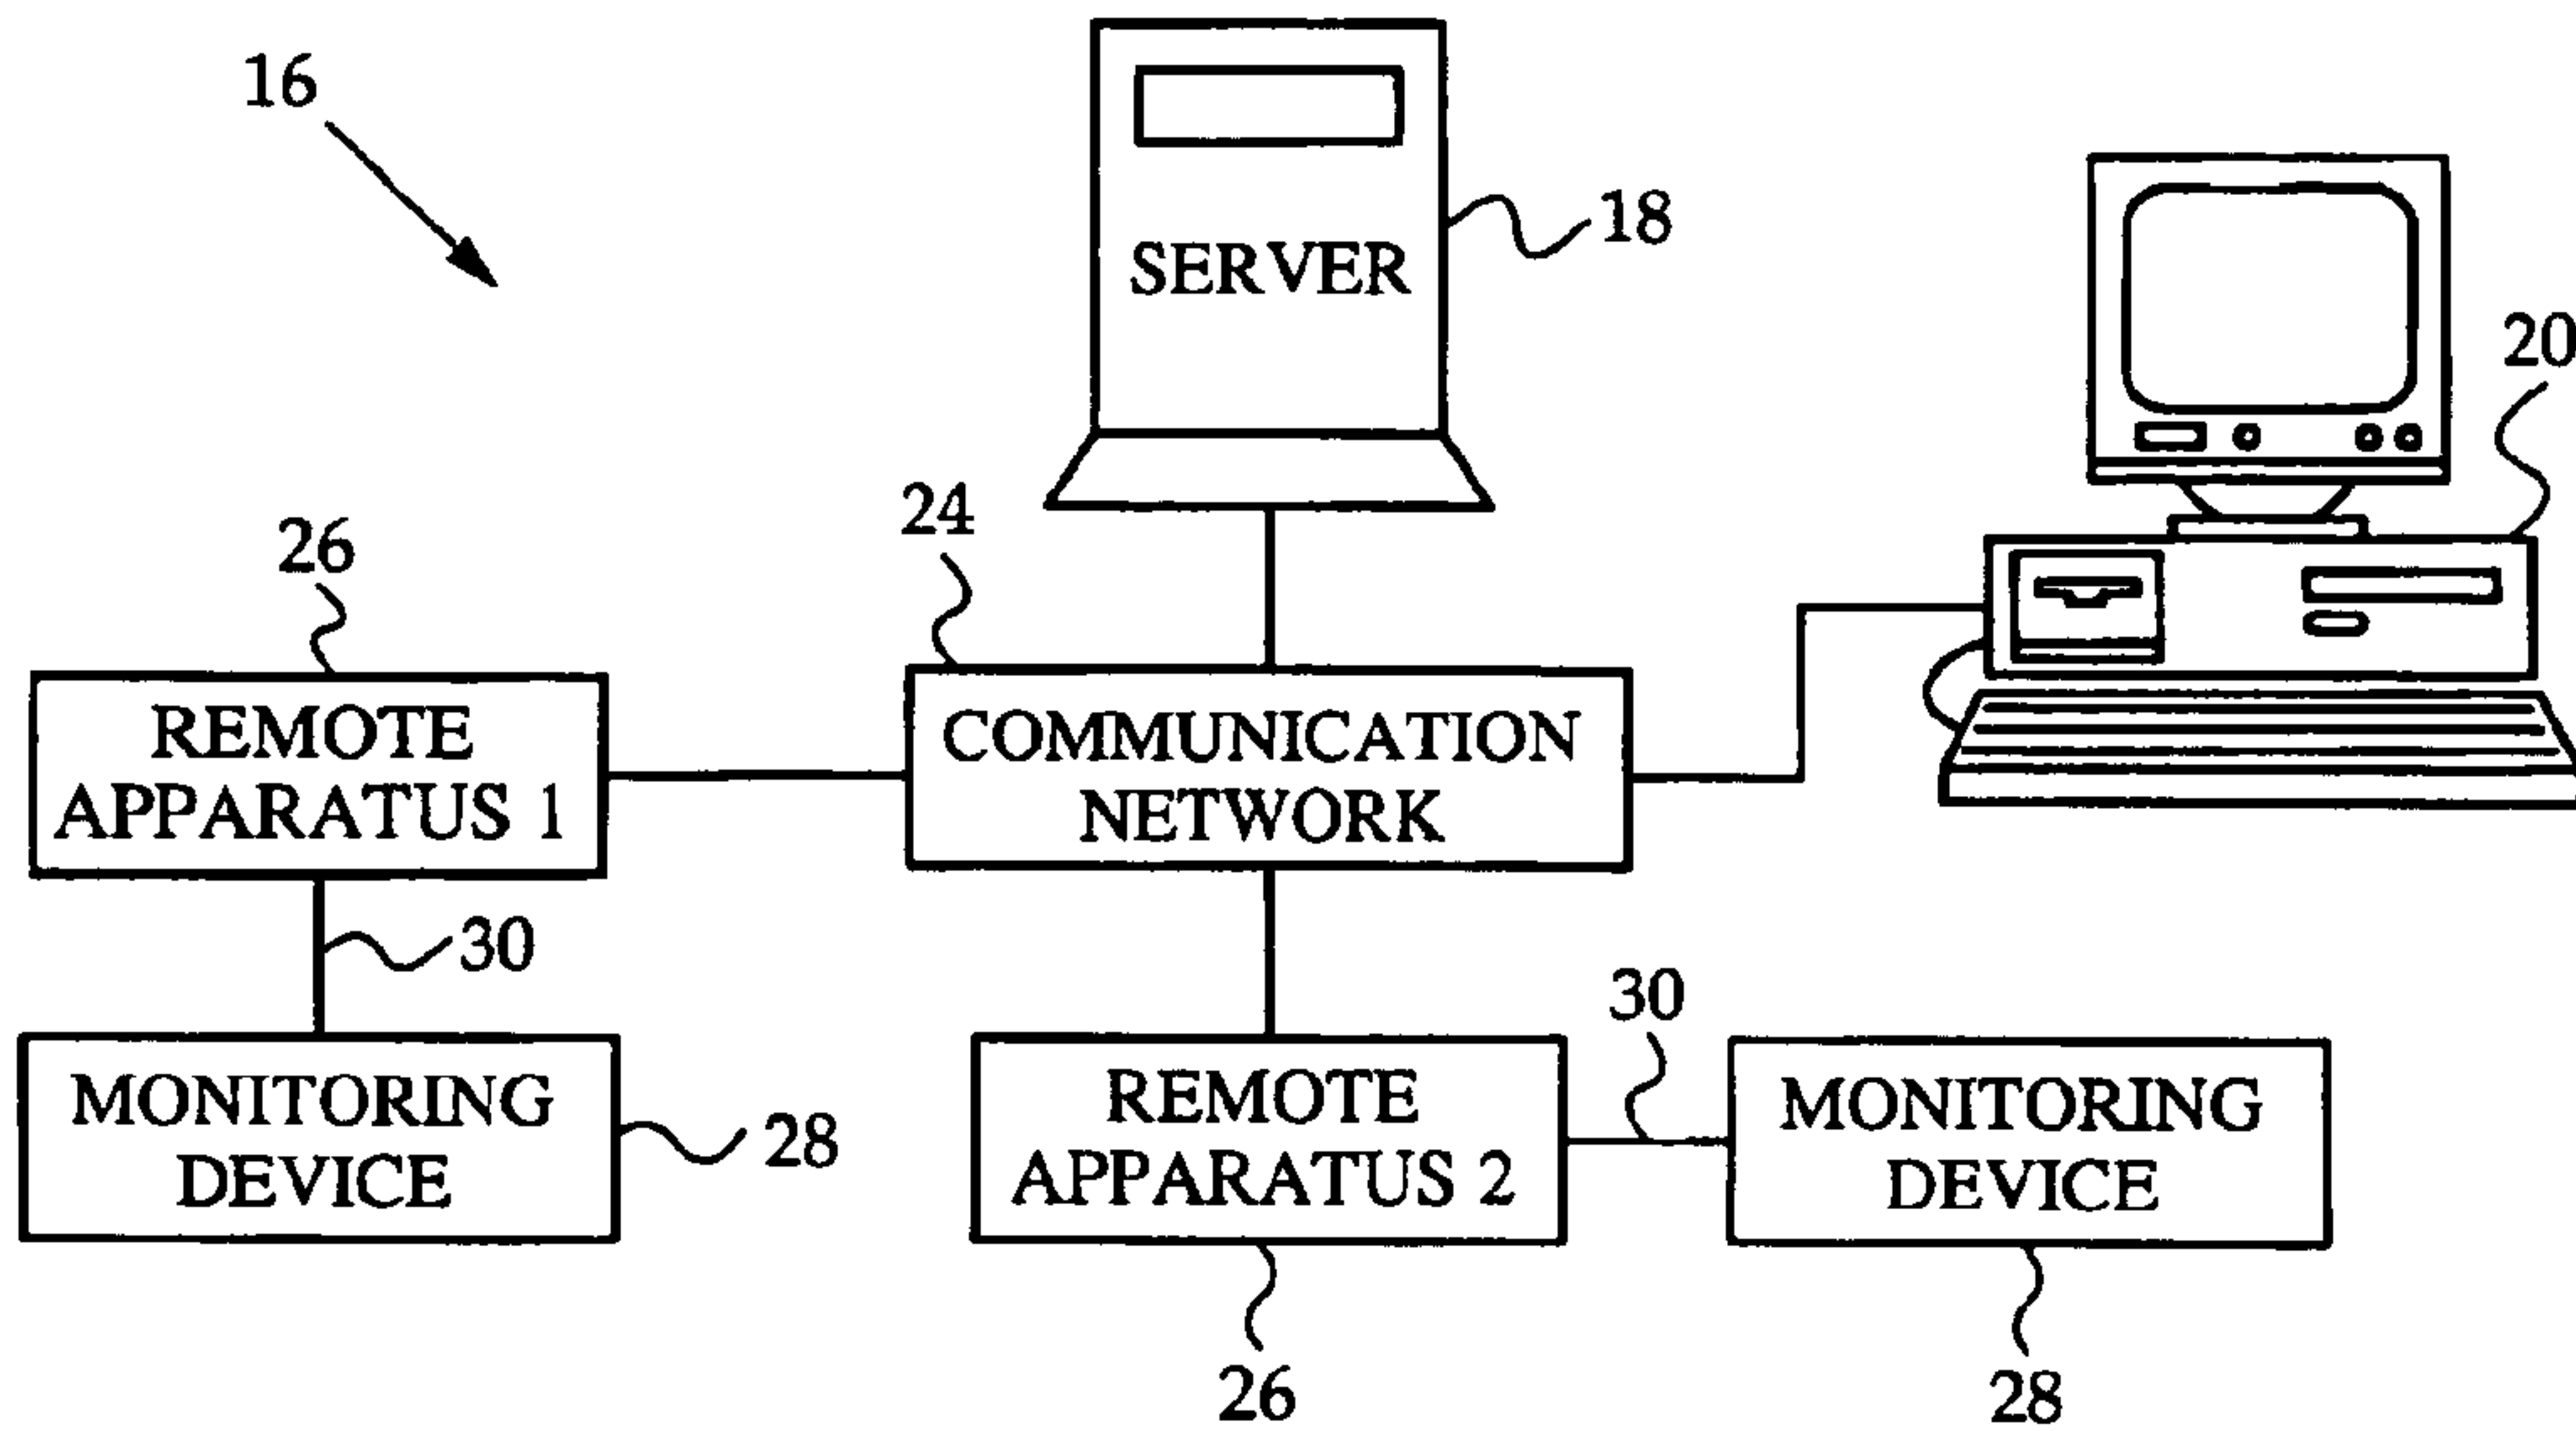 16
SERVER
18
20
24
26
REMOTE
APPARATUS 1
COMMUNICATION
NETWORK
30
30
MONITORING
DEVICE
28
REMOTE
APPARATUS 2
MONITORING
DEVICE
26
28